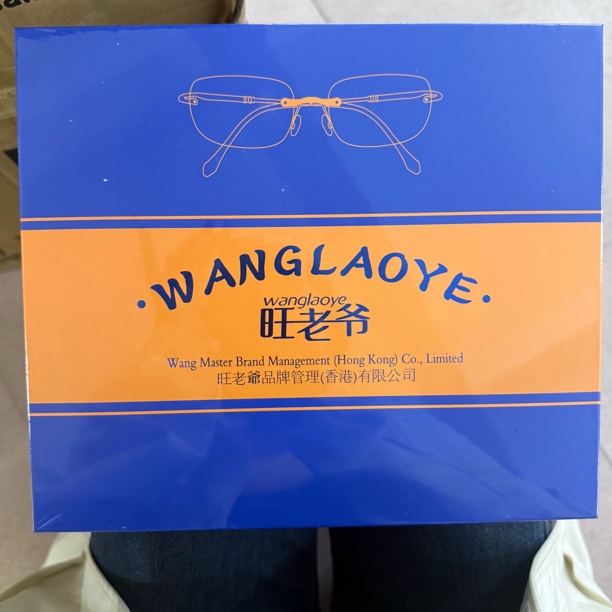 ·WANGLAOYE·
wanglaoye
旺老爷
Wang Master Brand Management (Hong Kong) Co., Limited
旺老爺品牌管理(香港)有限公司